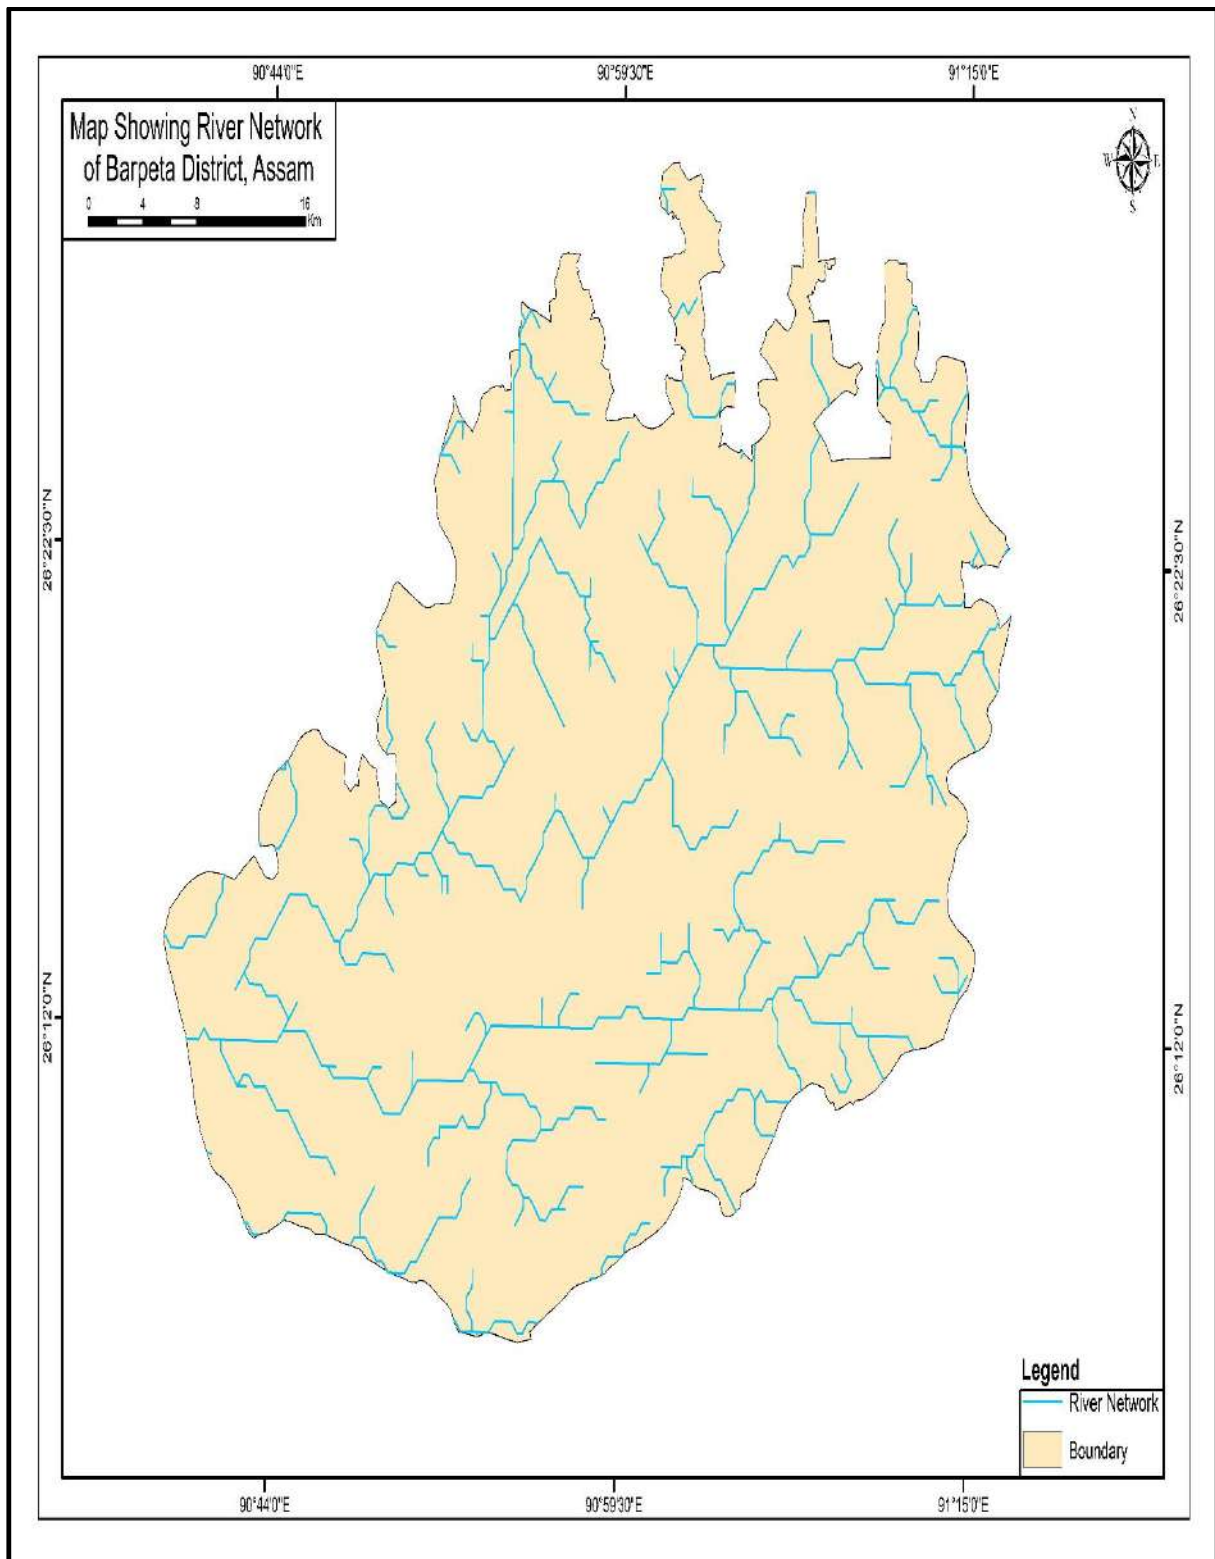 90°44'0"E
90°59'30"E
91°15'0"E
Map Showing River Network
of Barpeta District, Assam
0 4 8 16
Km
N
W E
S
26°22'30"N
26°22'30"N
26°12'0"N
26°12'0"N
Legend
River Network
Boundary
90°44'0"E
90°59'30"E
91°15'0"E